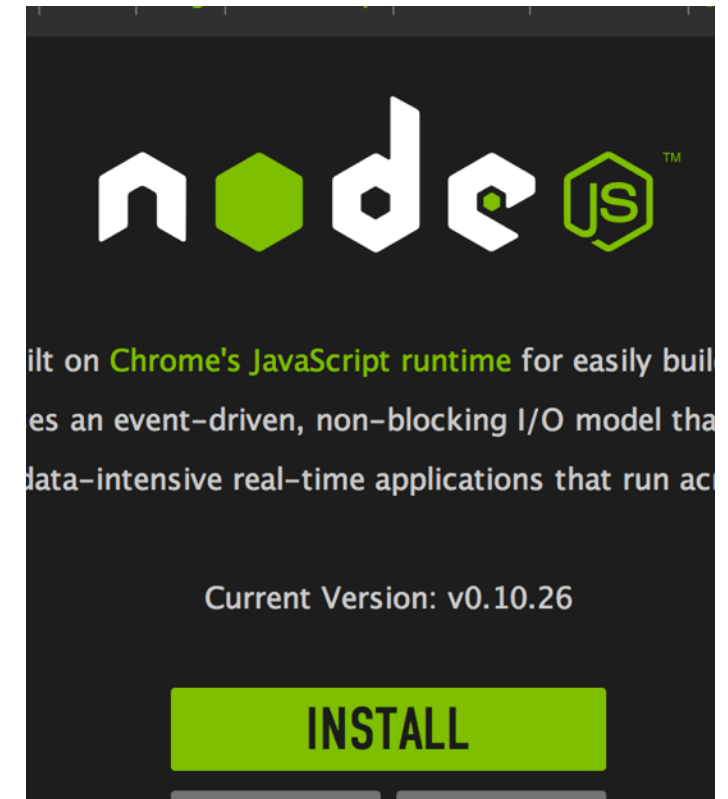 node JS ™
ilt on Chrome's JavaScript runtime for easily buil
es an event-driven, non-blocking I/O model tha
data-intensive real-time applications that run acr
Current Version: v0.10.26
INSTALL